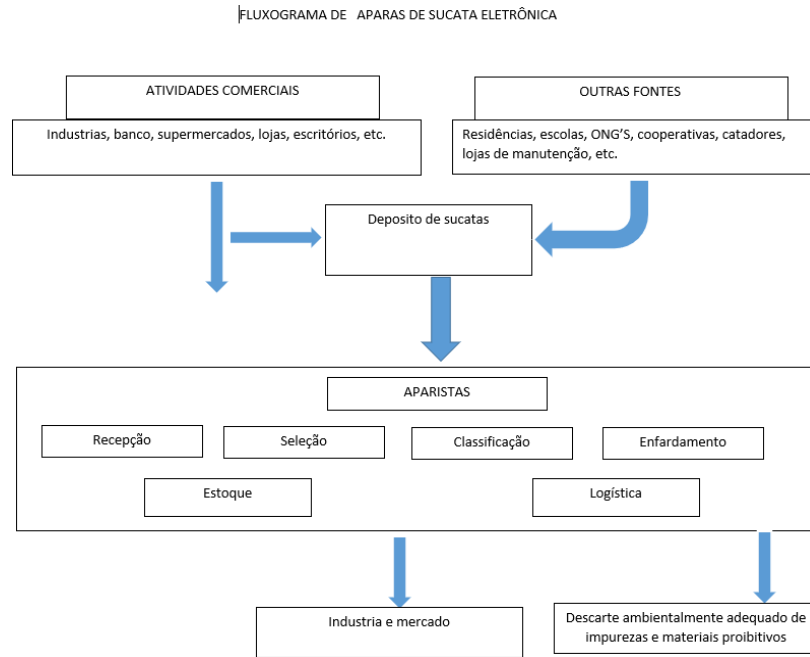 FLUXOGRAMA DE APARAS DE SUCATA ELETRÔNICA
ATIVIDADES COMERCIAIS
OUTRAS FONTES
Industrias, banco, supermercados, lojas, escritórios, etc.
Residências, escolas, ONG'S, cooperativas, catadores,
lojas de manutenção, etc.
Deposito de sucatas
APARISTAS
Recepção
Seleção
Classificação
Enfardamento
Estoque
Logística
Industria e mercado
Descarte ambientalmente adequado de
impurezas e materiais proibitivos